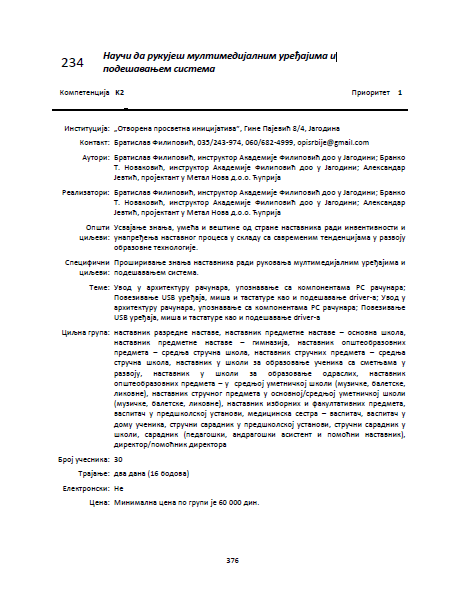 234
Научи да рукујеш мултимедијалним уређајима и
подешавањем система
Компетенција K2 Приоритет 1
Институција: „Отворена просветна иницијатива“, Гине Пајевић 8/4, Јагодина
Контакт: Братислав Филиповић, 035/243-974, 060/682-4999, opisrbije@gmail.com
Аутори: Братислав Филиповић, инструктор Академије Филиповић доо у Јагодини; Бранко
Т. Новаковић, инструктор Академије Филиповић доо у Јагодини; Александар
Јевтић, пројектант у Метал Нова д.о.о. Ћуприја
Реализатори: Братислав Филиповић, инструктор Академије Филиповић доо у Јагодини; Бранко
Т. Новаковић, инструктор Академије Филиповић доо у Јагодини; Александар
Јевтић, пројектант у Метал Нова д.о.о. Ћуприја
Општи Усвајање знања, умећа и вештине од стране наставника ради инвентивности и
циљеви: унапређења наставног процеса у складу са савременим тенденцијама у развоју
образовне технологије.
Специфични Проширивање знања наставника ради руковања мултимедијалним уређајима и
циљеви: подешавањем система.
Теме: Увод у архитектуру рачунара, упознавање са компонентама PC рачунара;
Повезивање USB уређаја, миша и тастатуре као и подешавање driver-a; Увод у
архитектуру рачунара, упознавање са компонентама PC рачунара; Повезивање
USB уређаја, миша и тастатуре као и подешавање driver-a
Циљна група: наставник разредне наставе, наставник предметне наставе – основна школа,
наставник предметне наставе – гимназија, наставник општеобразовних
предмета – средња стручна школа, наставник стручних предмета – средња
стручна школа, наставник у школи за образовање ученика са сметњама у
развоју, наставник у школи за образовање одраслих, наставник
општеобразовних предмета – у средњој уметничкој школи (музичке, балетске,
ликовне), наставник стручног предмета у основној/средњој уметничкој школи
(музичке, балетске, ликовне), наставник изборних и факултативних предмета,
васпитач у предшколској установи, медицинска сестра – васпитач, васпитач у
дому ученика, стручни сарадник у предшколској установи, стручни сарадник у
школи, сарадник (педагошки, андрагошки асистент и помоћни наставник),
директор/помоћник директора
Број учесника: 30
Трајање: два дана (16 бодова)
Електронски: Не
Цена: Минимална цена по групи је 60 000 дин.
376